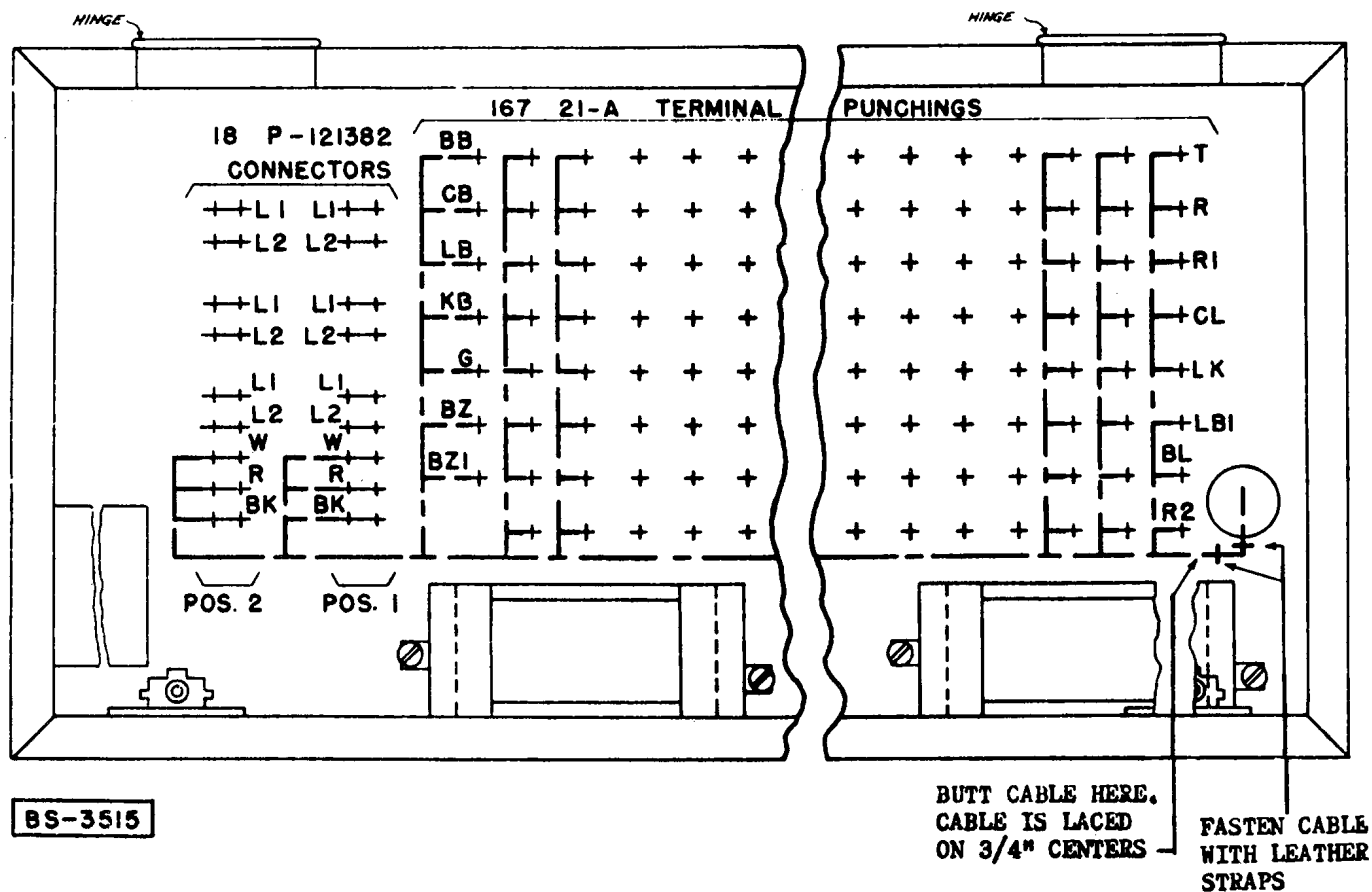 HINGE HINGE
167 21-A TERMINAL PUNCHINGS
18 P-121382
CONNECTORS
BB T
L1 L1 CB R
L2 L2 LB R1
L1 L1 KB CL
L2 L2 G LK
L1 L1 BZ LB1
L2 L2
W W BZ1 BL
R R
BK BK R2
POS. 2 POS. 1
BS-3515
BUTT CABLE HERE.
CABLE IS LACED
ON 3/4" CENTERS
FASTEN CABLE
WITH LEATHER
STRAPS